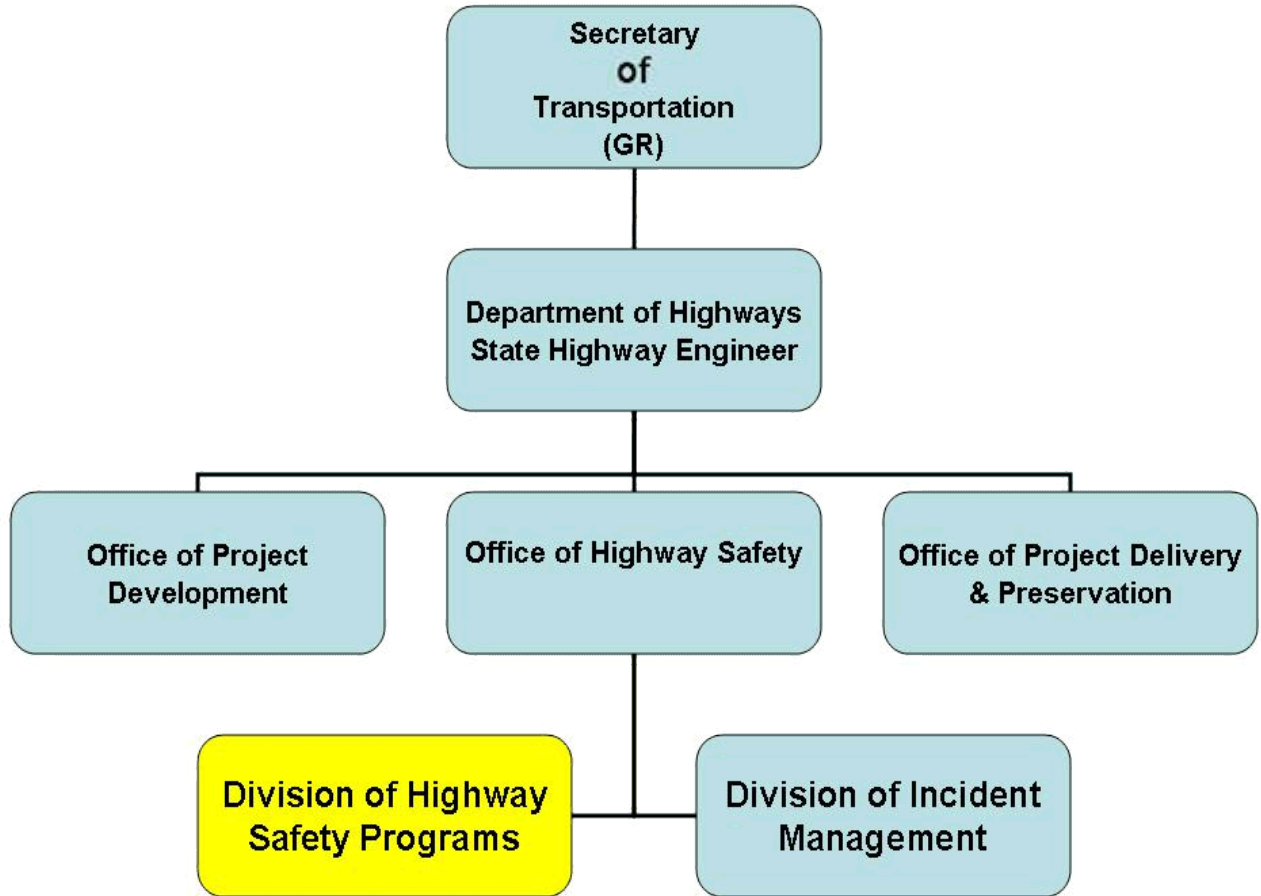 Secretary
of
Transportation
(GR)
Department of Highways
State Highway Engineer
Office of Project
Development
Office of Highway Safety
Office of Project Delivery
& Preservation
Division of Highway
Safety Programs
Division of Incident
Management